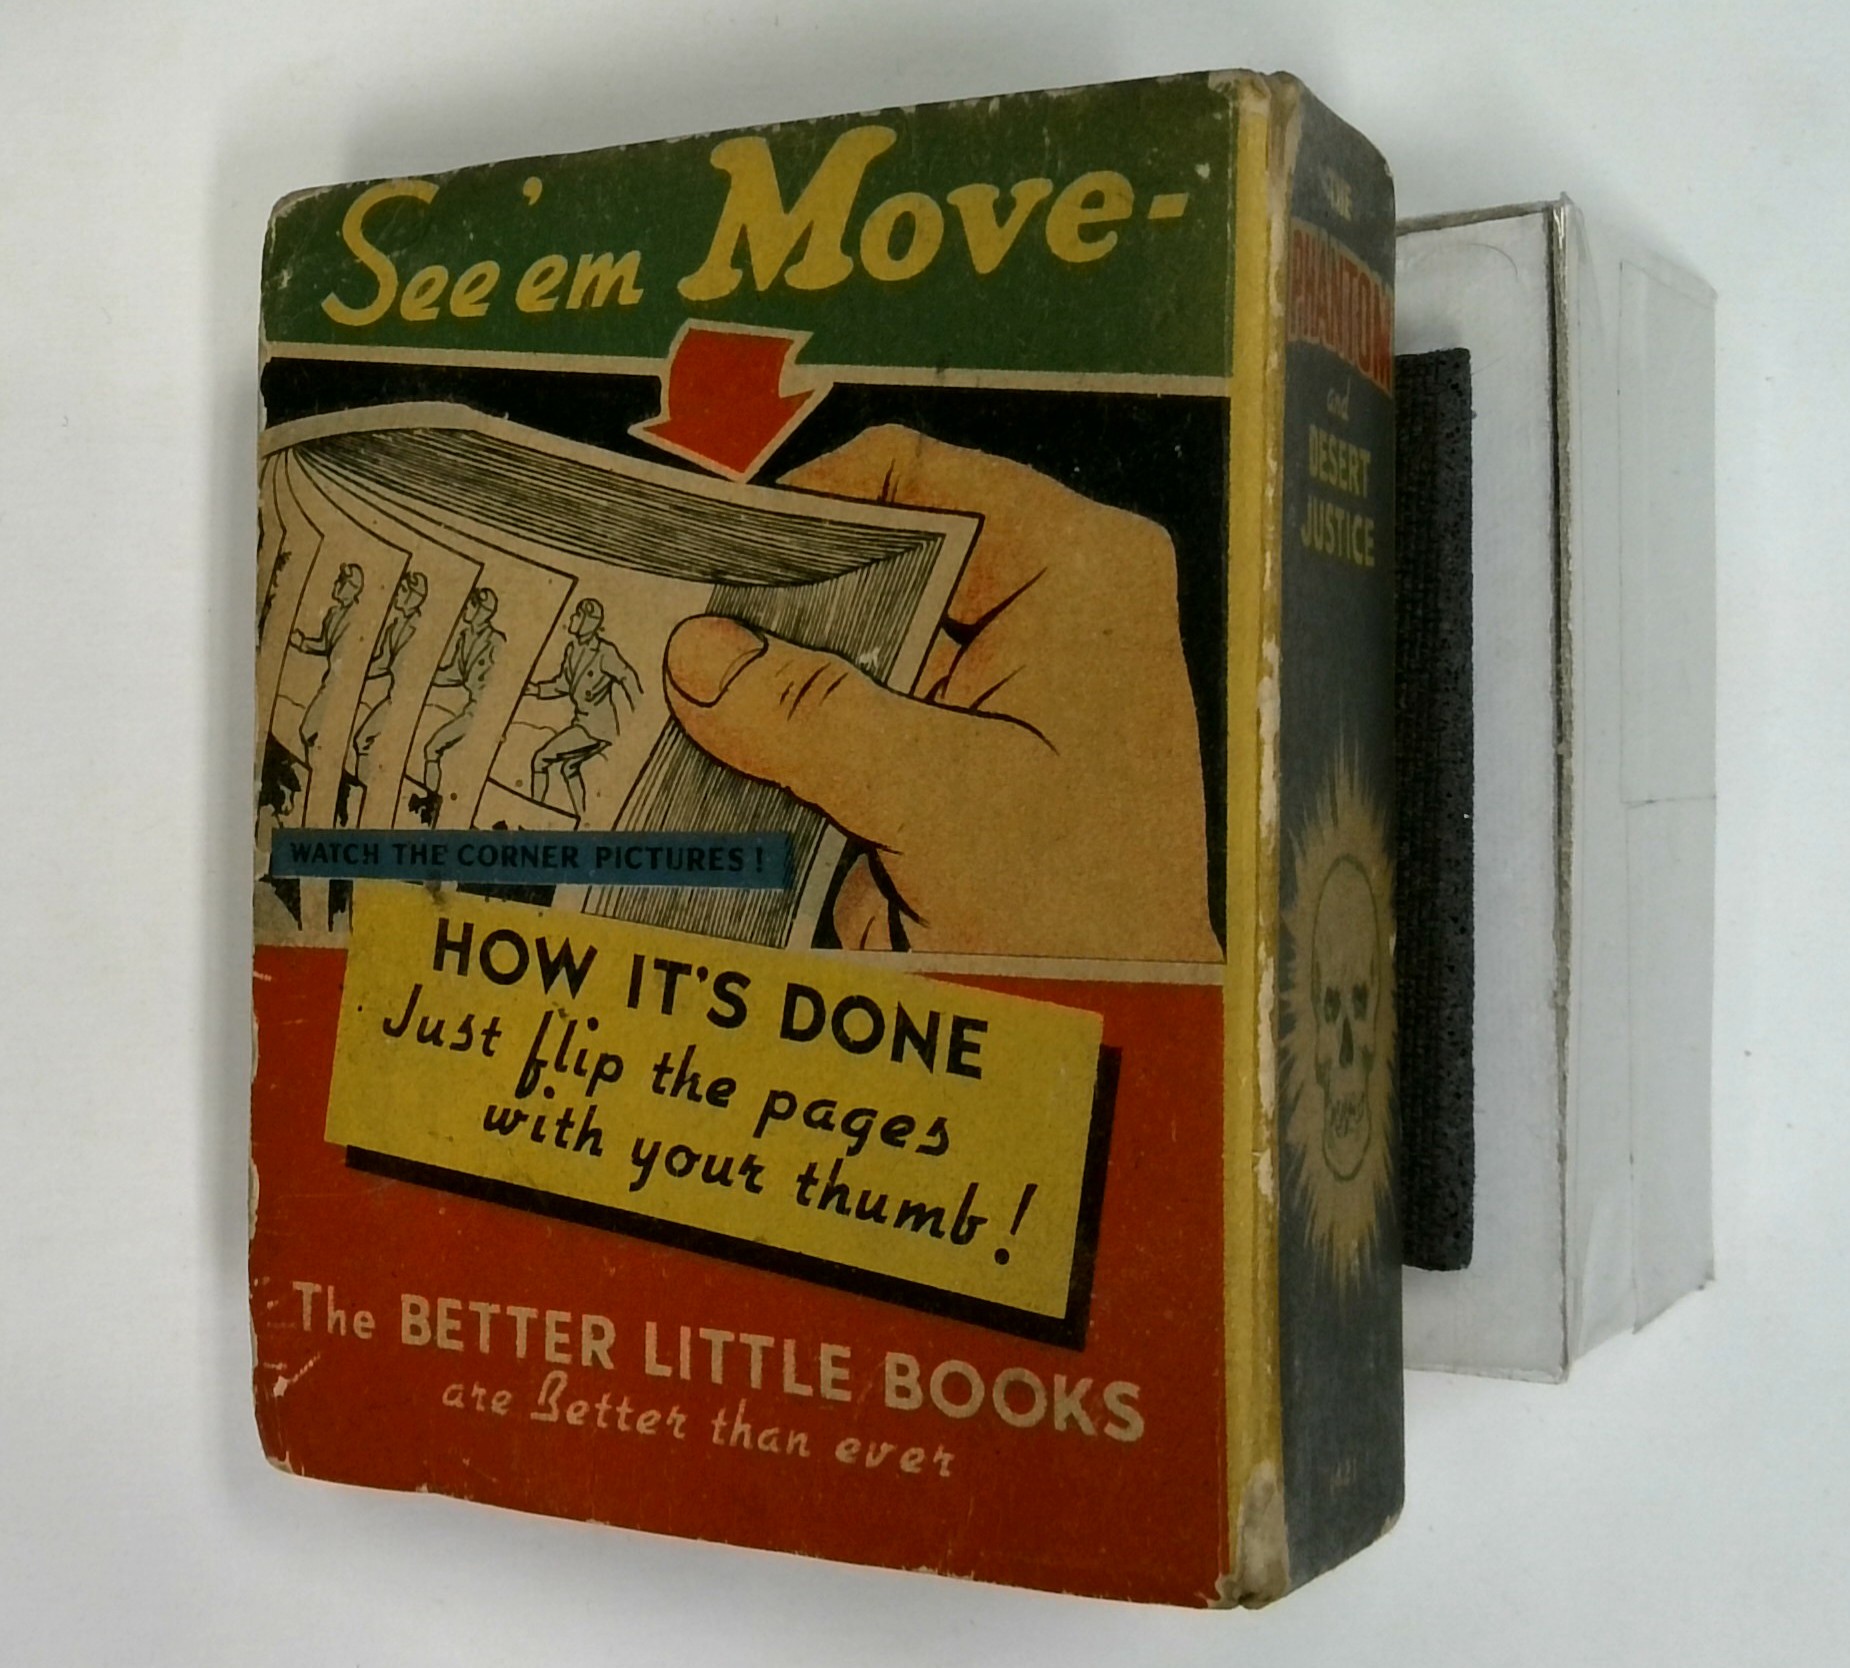 See 'em Move-
WATCH THE CORNER PICTURES!
HOW IT'S DONE
Just flip the pages
with your thumb!
The BETTER LITTLE BOOKS
are Better than ever
THE
PHANTOM
and
DESERT
JUSTICE